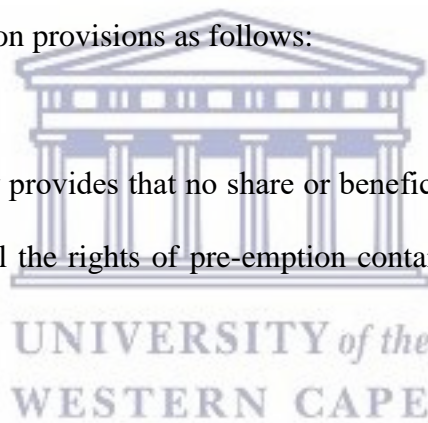 on provisions as follows:
provides that no share or benefic
the rights of pre-emption conta
UNIVERSITY of the
WESTERN CAPE